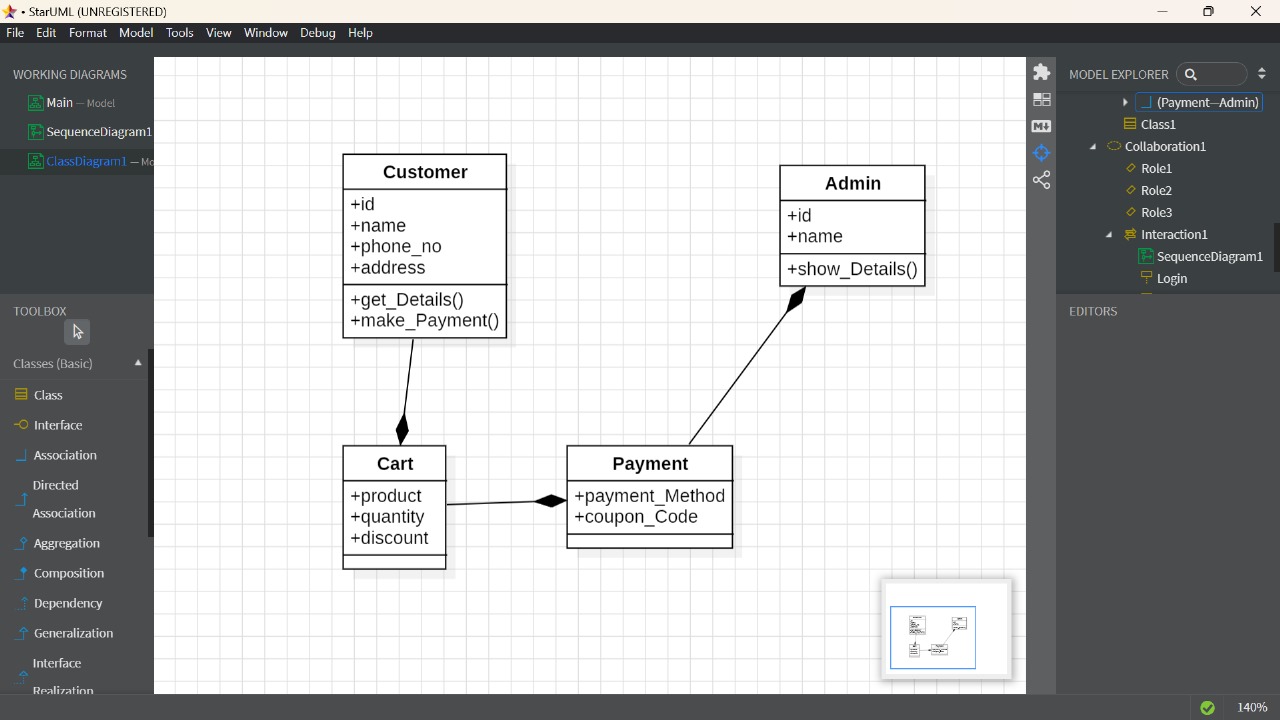 • StarUML (UNREGISTERED)
File Edit Format Model Tools View Window Debug Help
WORKING DIAGRAMS
Main — Model
SequenceDiagram1
ClassDiagram1 — Mo
TOOLBOX
Classes (Basic)
Class
Interface
Association
Directed
Association
Aggregation
Composition
Dependency
Generalization
Interface
Realization
Customer
+id
+name
+phone_no
+address
+get_Details()
+make_Payment()
Admin
+id
+name
+show_Details()
Cart
+product
+quantity
+discount
Payment
+payment_Method
+coupon_Code
MODEL EXPLORER
(Payment—Admin)
Class1
Collaboration1
Role1
Role2
Role3
Interaction1
SequenceDiagram1
Login
EDITORS
140%